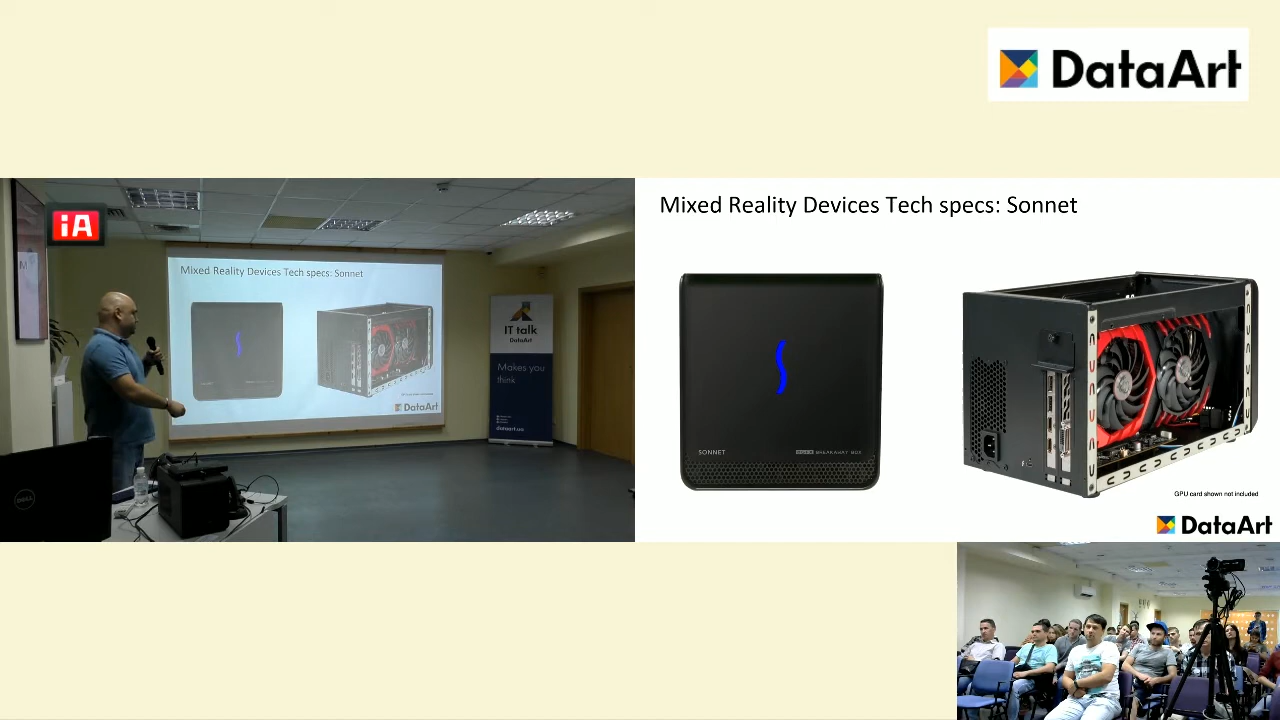 DataArt
iA
Mixed Reality Devices Tech specs: Sonnet
DataArt
IT talk
DataArt
Makes you
think
dataart.ua
DELL
Mixed Reality Devices Tech specs: Sonnet
SONNET
BREAKAWAY BOX
GPU card shown not included
DataArt